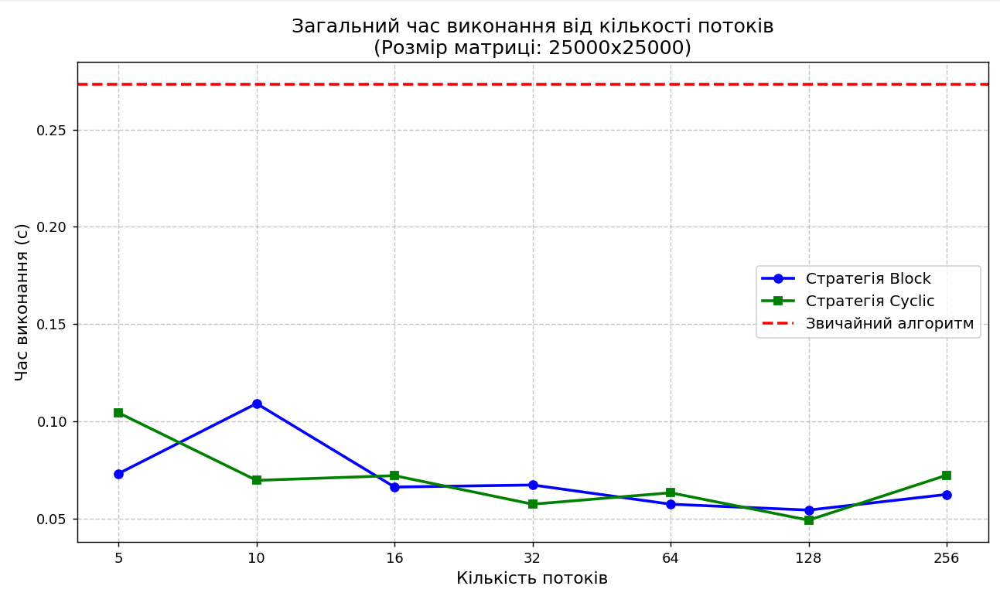 Загальний час виконання від кількості потоків
(Розмір матриці: 25000x25000)
Час виконання (с)
0.25
0.20
0.15
0.10
0.05
Стратегія Block
Стратегія Cyclic
Звичайний алгоритм
5 10 16 32 64 128 256
Кількість потоків